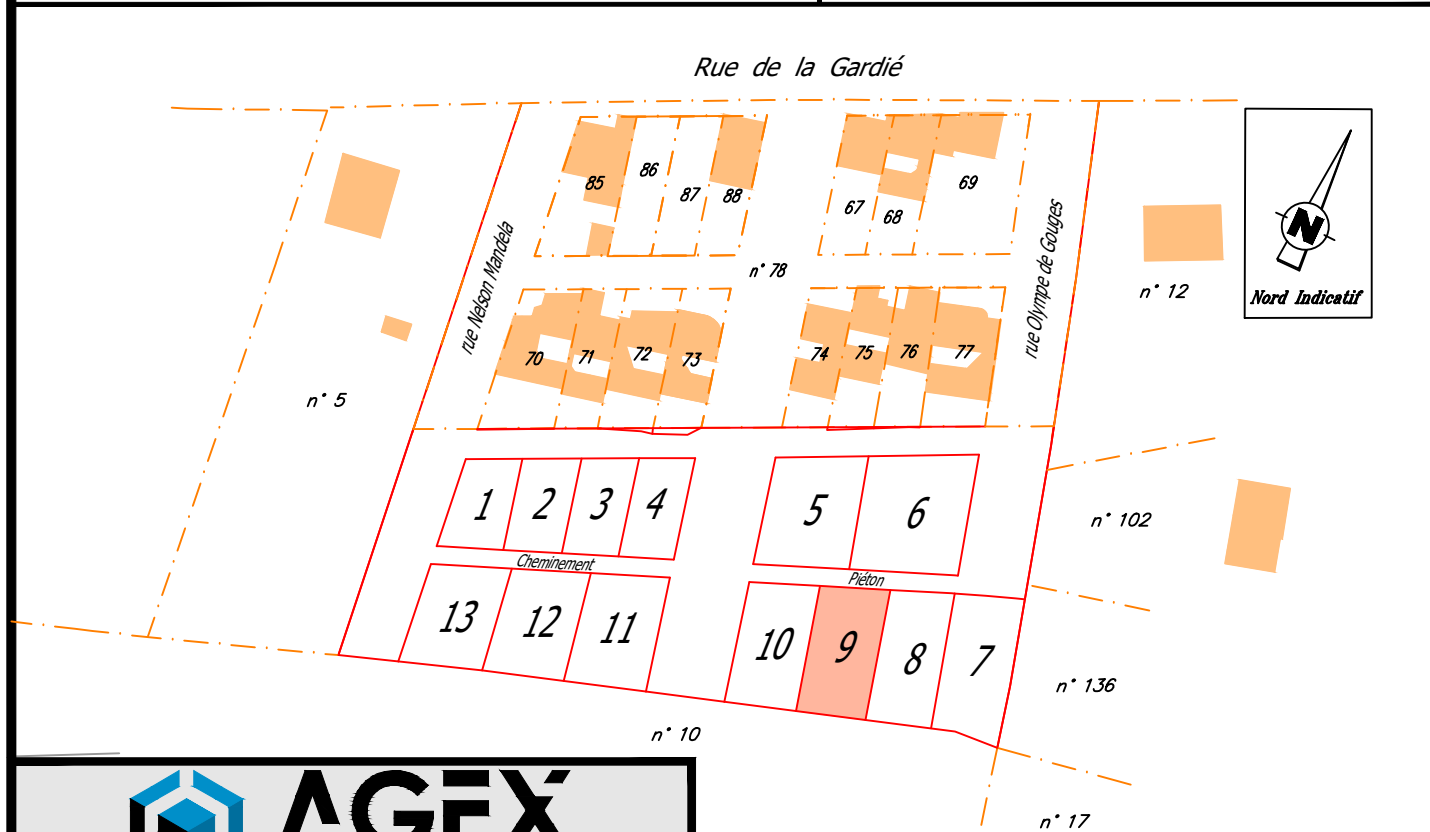 Rue de la Gardié
85
86
87
88
67
68
69
rue Nelson Mandela
n° 78
rue Olympe de Gouges
n° 12
N
Nord Indicatif
70
71
72
73
74
75
76
77
n° 5
1
2
3
4
5
6
n° 102
Cheminement
Piéton
13
12
11
10
9
8
7
n° 136
n° 10
n° 17
AGEX